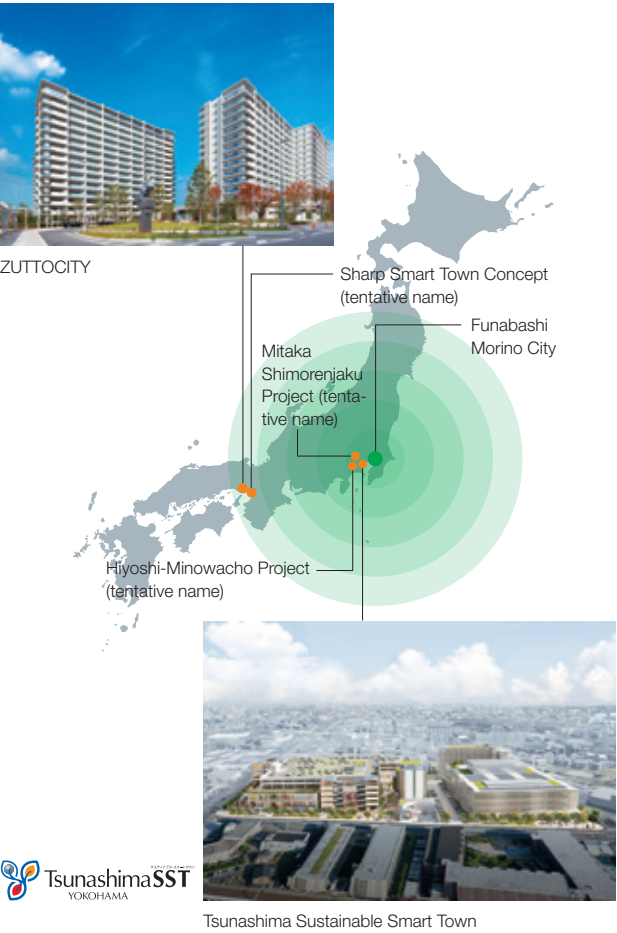 ZUTTOCITY
Sharp Smart Town Concept
(tentative name)
Funabashi
Morino City
Mitaka
Shimorenjaku
Project (tenta-
tive name)
Hiyoshi-Minowacho Project
(tentative name)
TsunashimaSST
YOKOHAMA
Tsunashima Sustainable Smart Town